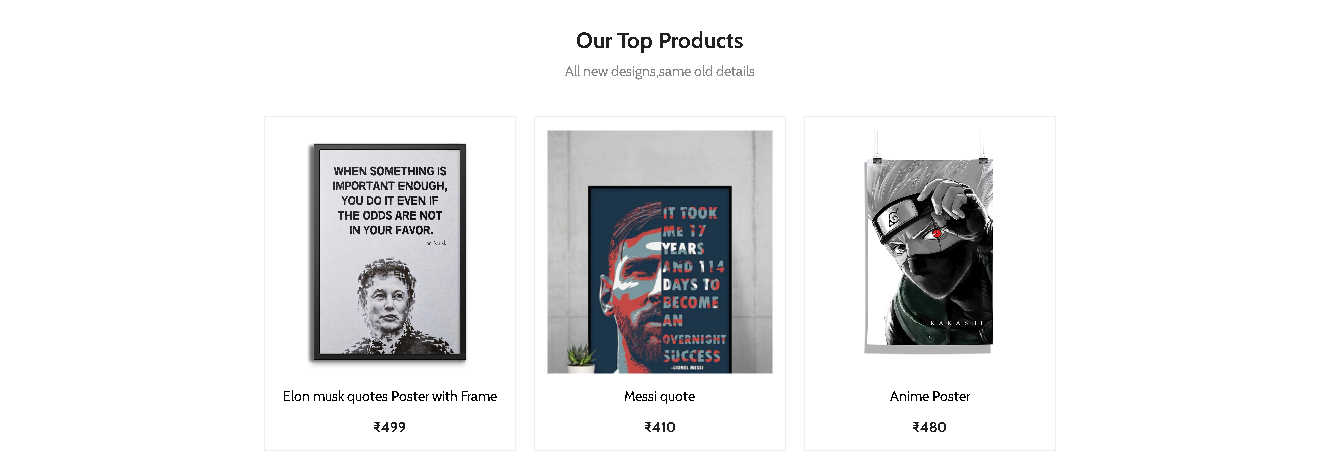 Our Top Products
All new designs,same old details
WHEN SOMETHING IS
IMPORTANT ENOUGH,
YOU DO IT EVEN IF
THE ODDS ARE NOT
IN YOUR FAVOR.
IT TOOK
ME 17
YEARS
AND 114
DAYS TO
BECOME
AN
OVERNIGHT
SUCCESS
-LIONEL MESSI
KAKASHI
Elon musk quotes Poster with Frame
Messi quote
Anime Poster
₹499
₹410
₹480